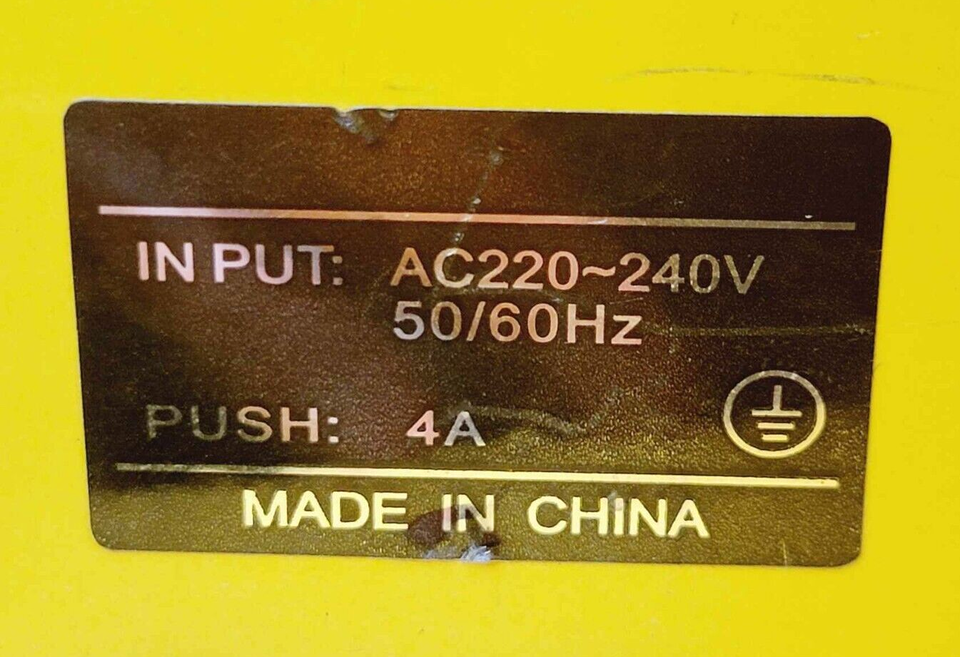 IN PUT: AC220~240V
50/60Hz
PUSH: 4A
MADE IN CHINA